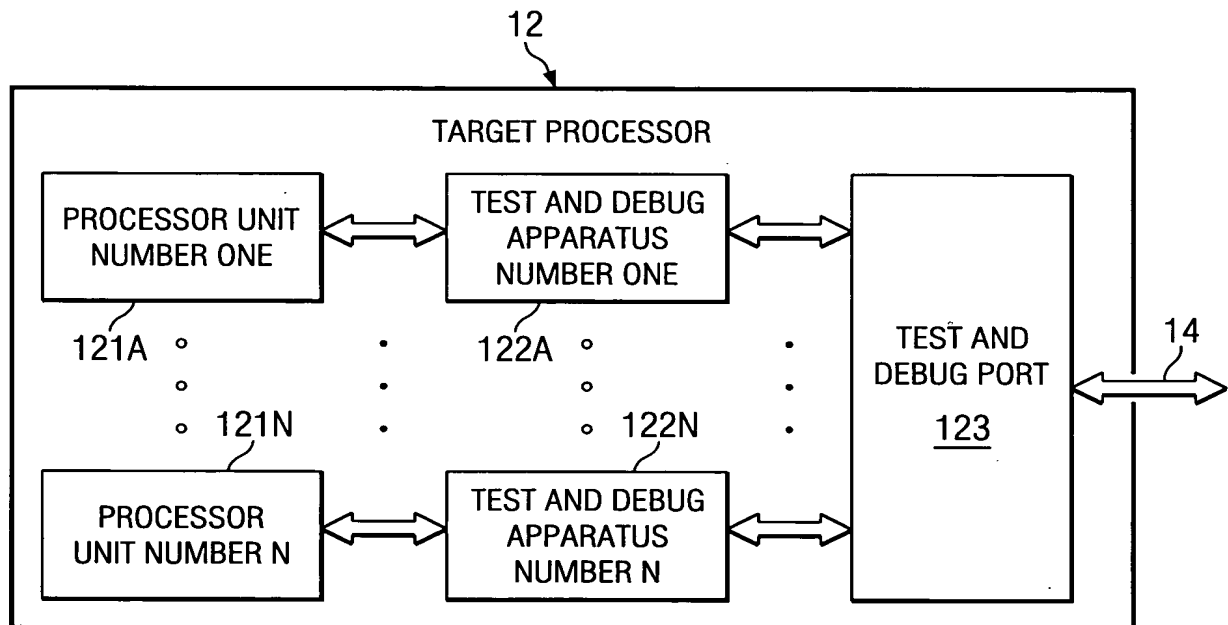 12
TARGET PROCESSOR
PROCESSOR UNIT
NUMBER ONE
TEST AND DEBUG
APPARATUS
NUMBER ONE
121A
122A
TEST AND
DEBUG PORT
123
14
121N
122N
PROCESSOR
UNIT NUMBER N
TEST AND DEBUG
APPARATUS
NUMBER N